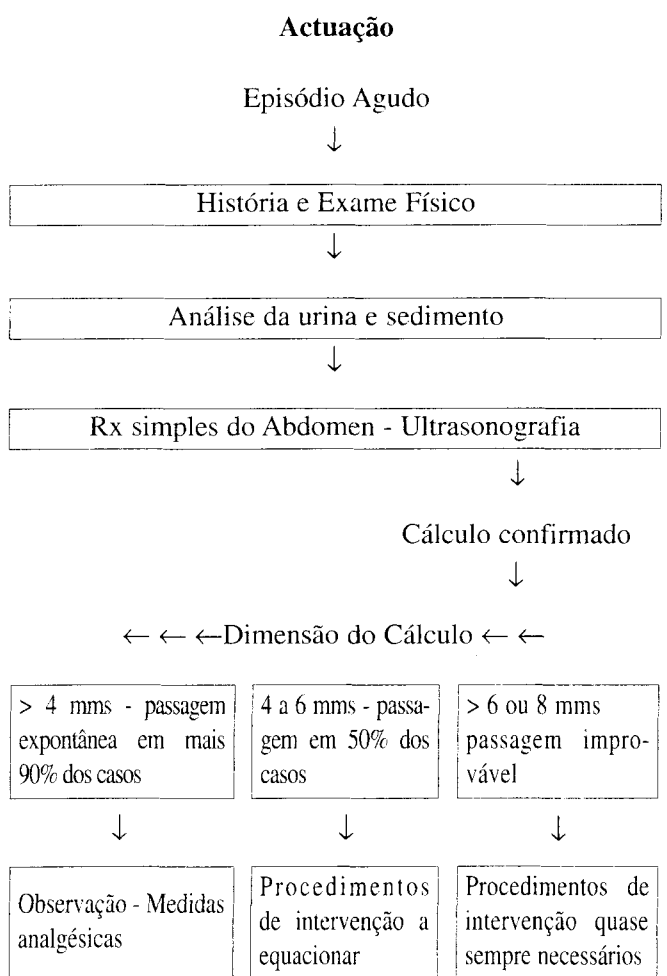 Actuação
Episódio Agudo
↓
História e Exame Físico
↓
Análise da urina e sedimento
↓
Rx simples do Abdomen - Ultrasonografia
↓
Cálculo confirmado
↓
← ← ←Dimensão do Cálculo ← ←
> 4 mms - passagem
expontânea em mais
90% dos casos
4 a 6 mms - passa-
gem em 50% dos
casos
> 6 ou 8 mms
passagem impro-
vável
↓ ↓ ↓
Observação - Medidas
analgésicas
Procedimentos
de intervenção a
equacionar
Procedimentos de
intervenção quase
sempre necessários